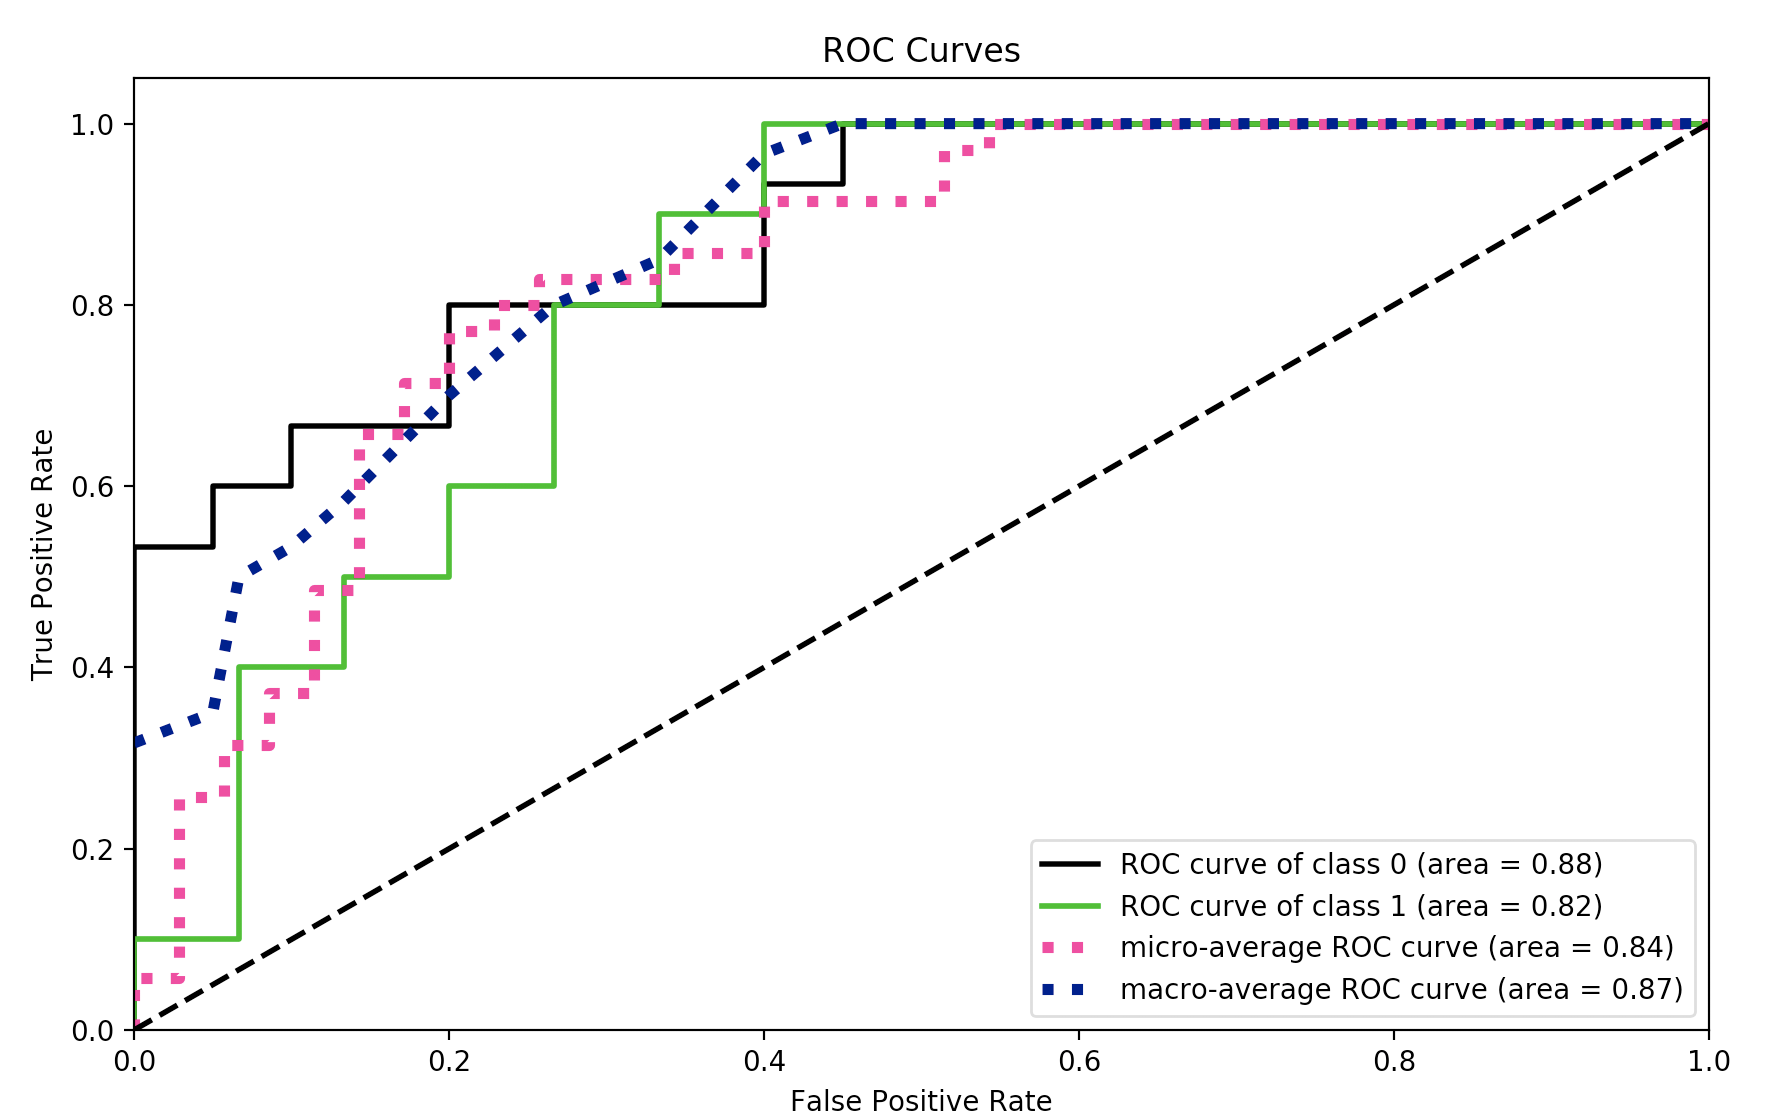 ROC Curves
True Positive Rate
1.0
0.8
0.6
0.4
0.2
0.0
0.0 0.2 0.4 0.6 0.8 1.0
False Positive Rate
ROC curve of class 0 (area = 0.88)
ROC curve of class 1 (area = 0.82)
micro-average ROC curve (area = 0.84)
macro-average ROC curve (area = 0.87)